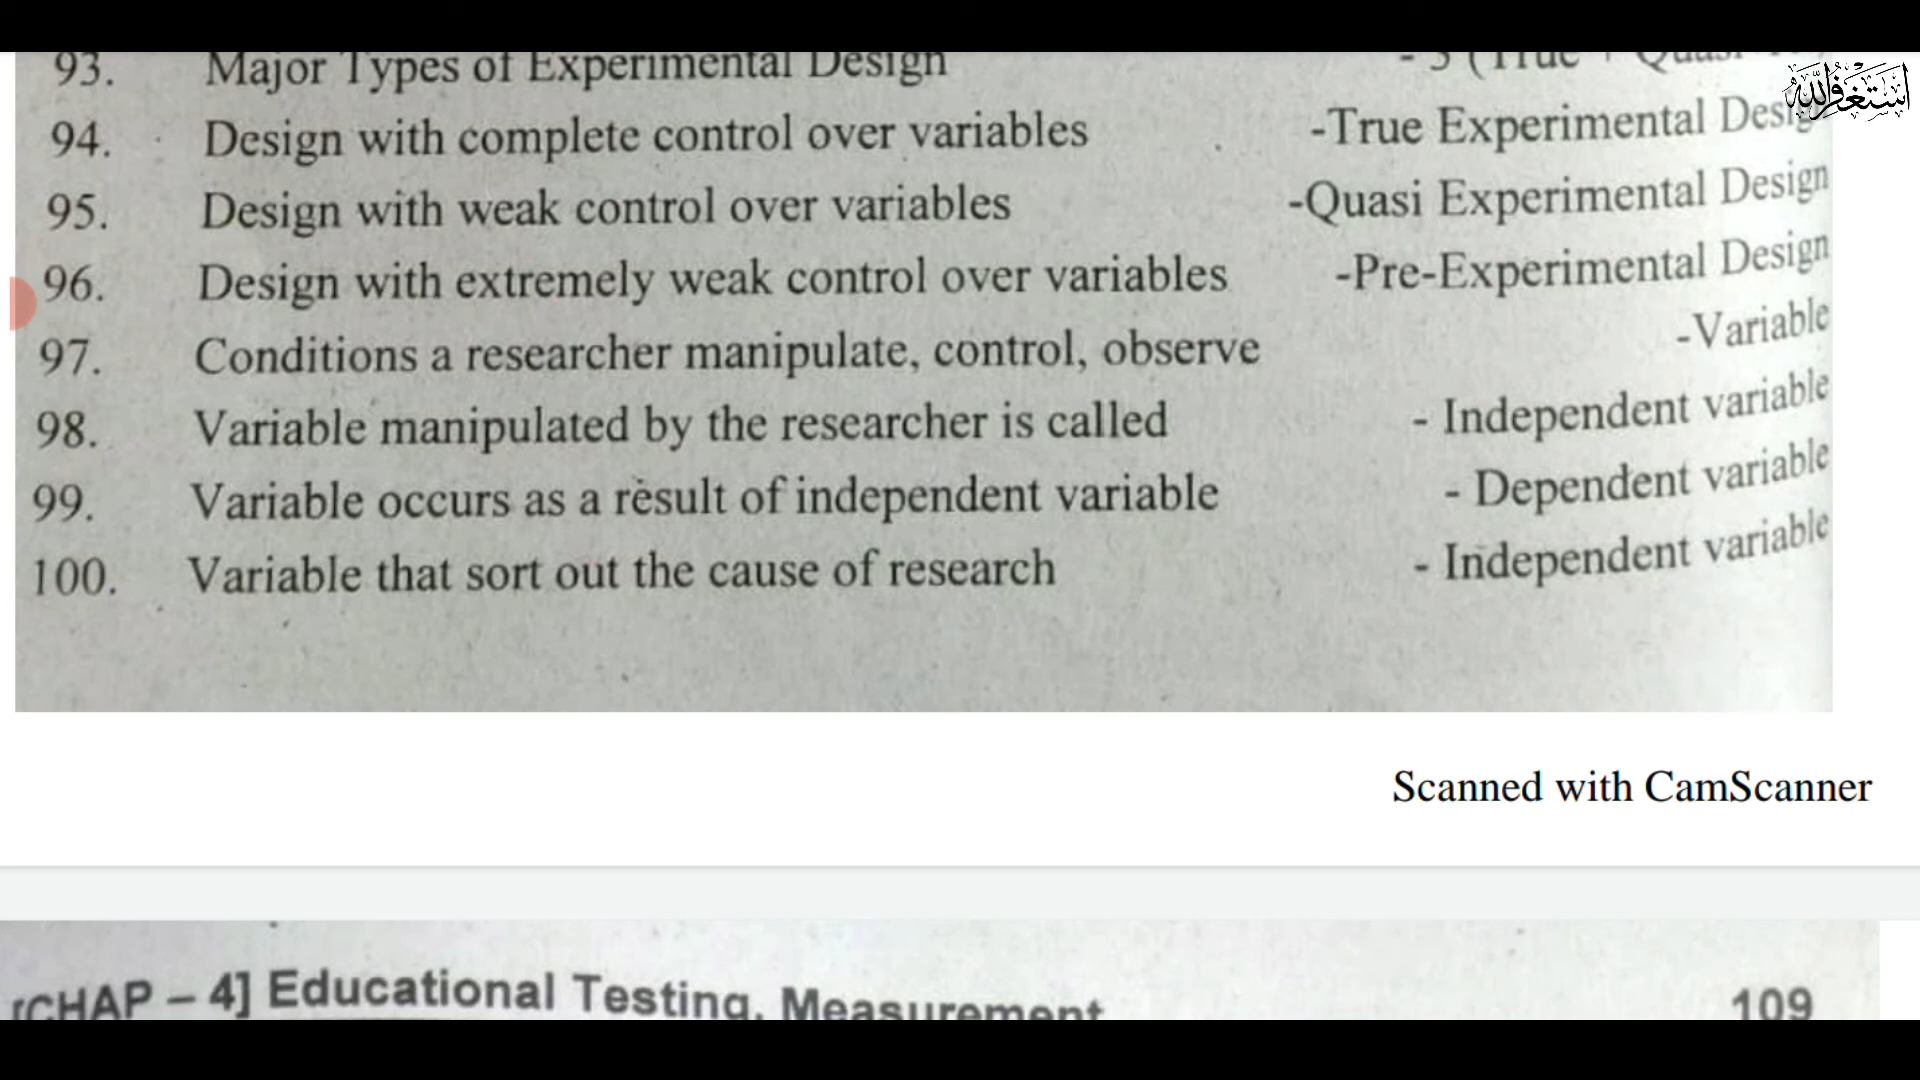 93. Major Types of Experimental Design - 3 (True +
94. Design with complete control over variables -True Experimental
استغفر الله
95. Design with weak control over variables -Quasi Experimental Design
96. Design with extremely weak control over variables -Pre-Experimental Design
97. Conditions a researcher manipulate, control, observe -Variable
98. Variable manipulated by the researcher is called - Independent variable
99. Variable occurs as a result of independent variable - Dependent variable
100. Variable that sort out the cause of research - Independent variable
Scanned with CamScanner
[CHAP – 4] Educational Testing, Measurement 109